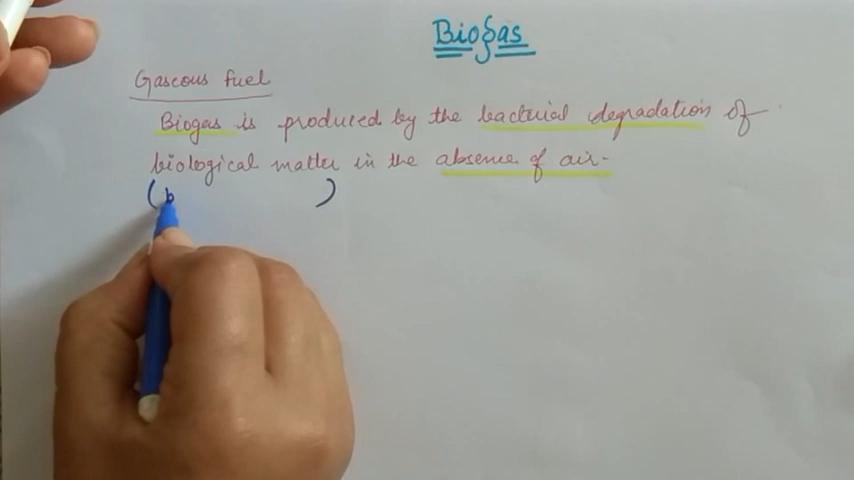 Biogas
Gaseous fuel
Biogas is produced by the bacterial degradation of
biological matter in the absence of air.
(b )